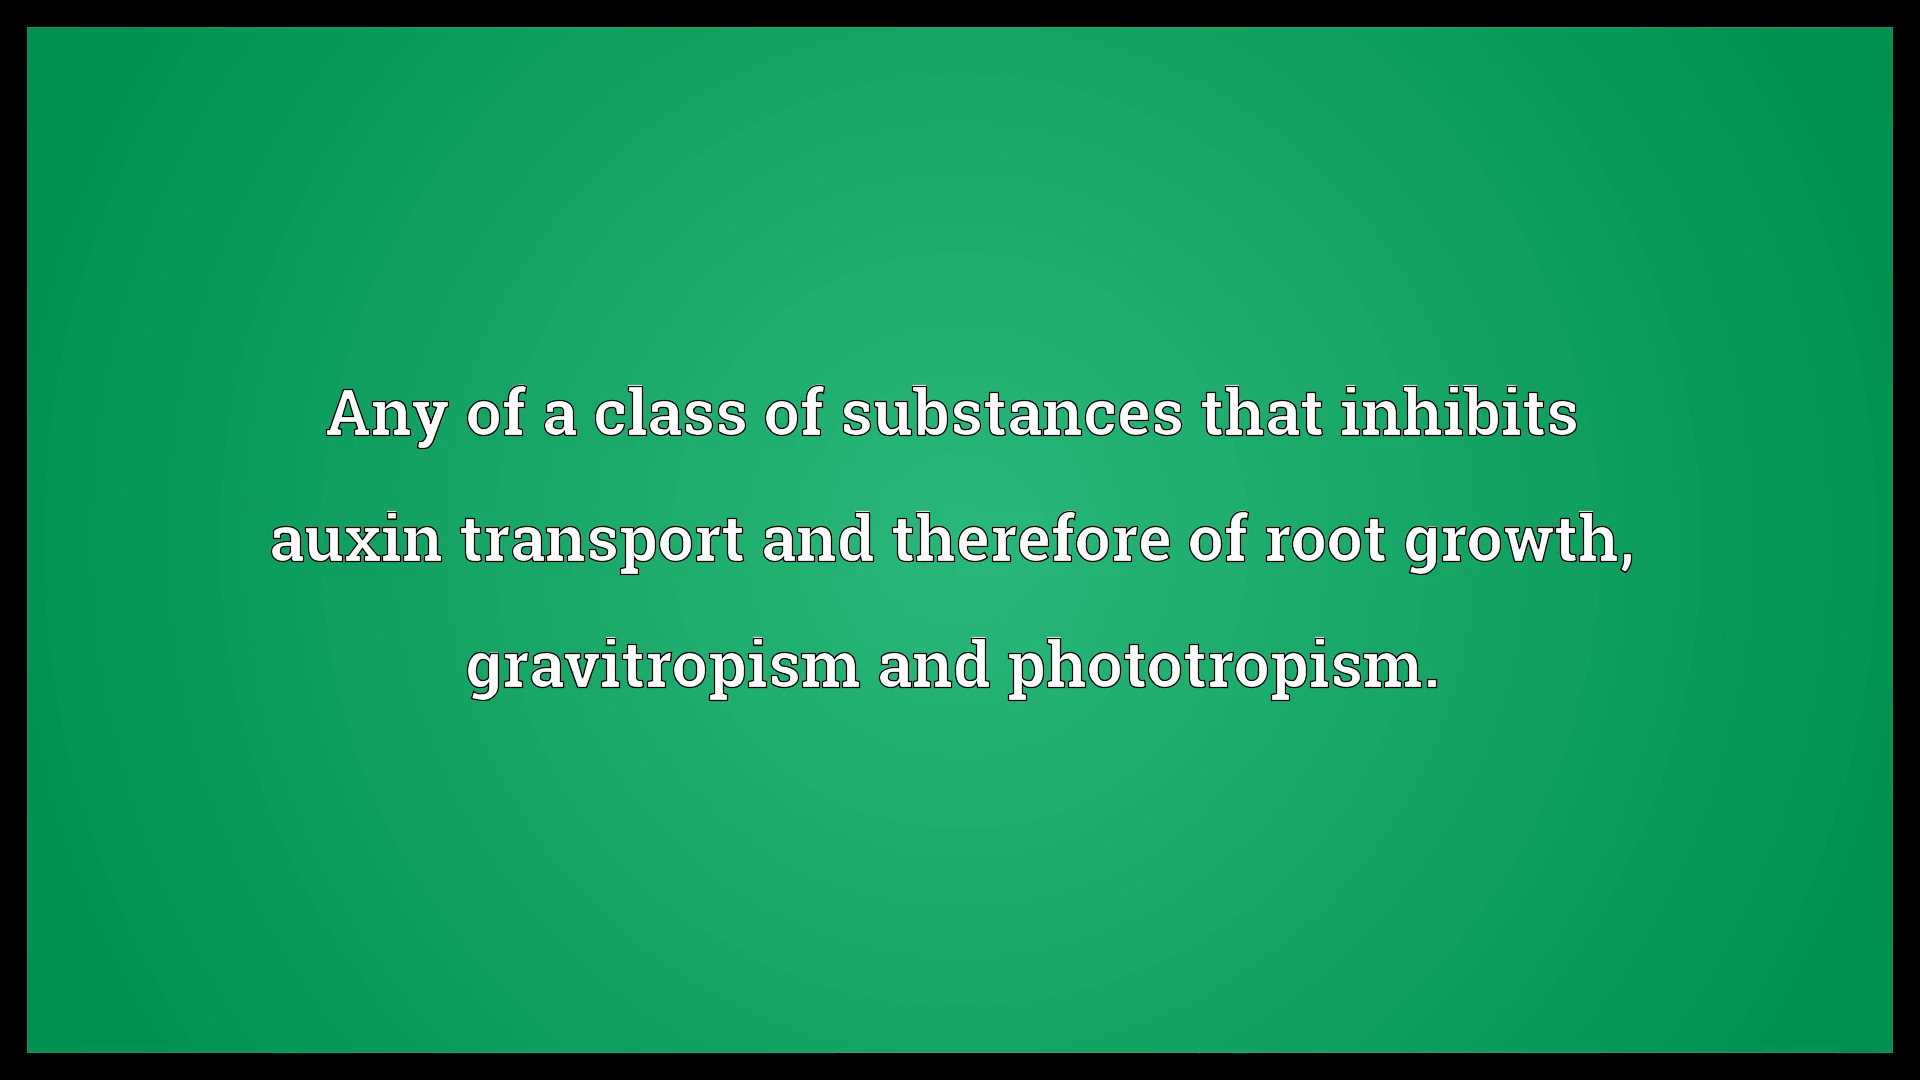 Any of a class of substances that inhibits
auxin transport and therefore of root growth,
gravitropism and phototropism.